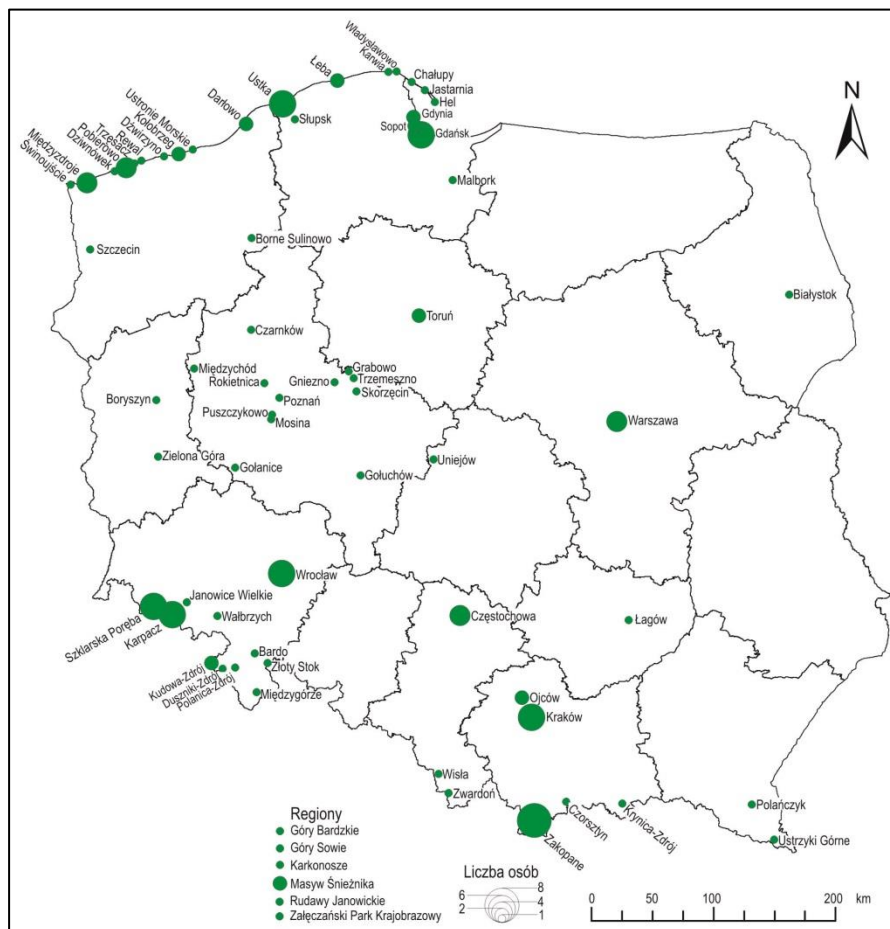 Władysławowo
Karwia
Chałupy
Jastarnia
Hel
Łeba
Ustka
Słupsk
Darłowo
Gdynia
Sopot
Gdańsk
Ustronie Morskie
Kołobrzeg
Dźwirzyno
Rewal
Trzęsacz
Pobierowo
Dziwnówek
Międzyzdroje
Świnoujście
N
Malbork
Szczecin
Borne Sulinowo
Białystok
Toruń
Czarnków
Międzychód
Rokietnica
Gniezno
Grabowo
Trzemeszno
Skorzęcin
Boryszyn
Poznań
Puszczykowo
Mosina
Warszawa
Zielona Góra
Gołanice
Gołuchów
Uniejów
Wrocław
Janowice Wielkie
Szklarska Poręba
Karpacz
Wałbrzych
Częstochowa
Łagów
Bardo
Złoty Stok
Kudowa-Zdrój
Duszniki-Zdrój
Polanica-Zdrój
Międzygórze
Ojców
Kraków
Wisła
Zwardoń
Czorsztyn
Krynica-Zdrój
Zakopane
Polańczyk
Ustrzyki Górne
Regiony
Góry Bardzkie
Góry Sowie
Karkonosze
Masyw Śnieżnika
Rudawy Janowickie
Załęczański Park Krajobrazowy
Liczba osób
8
6
4
2
1
0 50 100 200 km